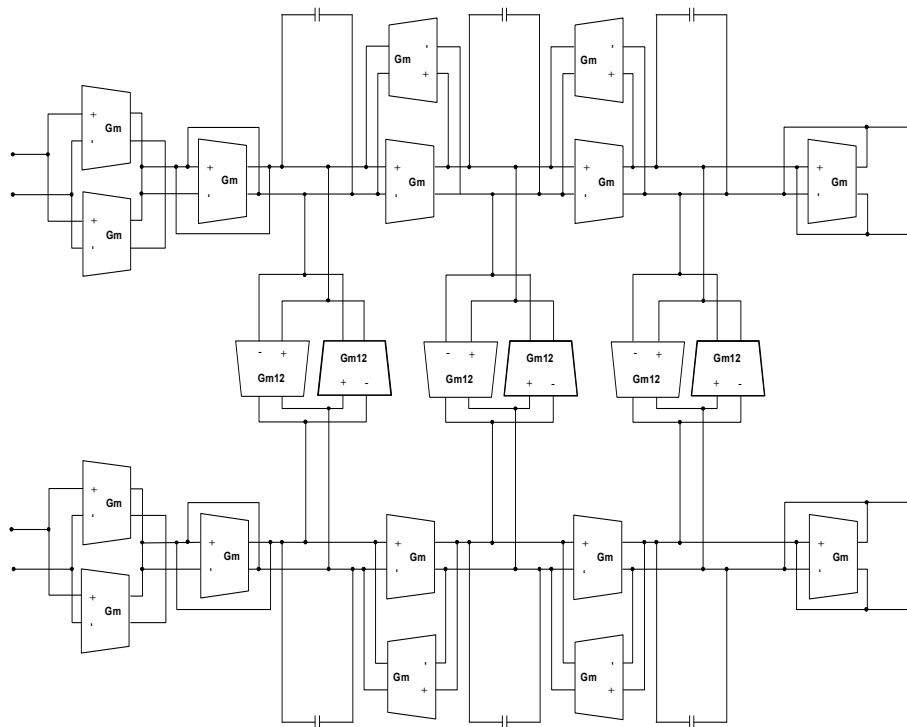 - -
Gm Gm
+ +
+
Gm
-
+ + + +
Gm Gm Gm Gm
- - - -
+
Gm
-
- + Gm12 - + Gm12 - + Gm12
Gm12 + - Gm12 + - Gm12 + -
+
Gm
-
+ + + +
Gm Gm Gm Gm
- - - -
+
Gm
-
- -
Gm Gm
+ +